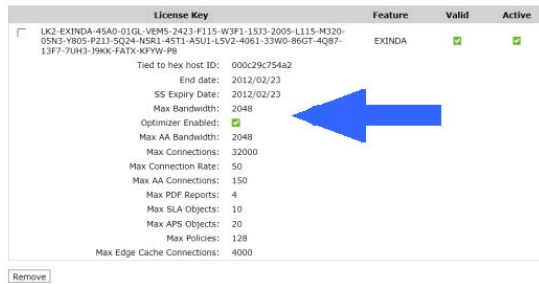 License Key Feature Valid Active
LK2-EXINDA-45A0-01GL-VEM5-2423-F115-W3F1-15J3-2005-L115-M320-
05N3-Y805-P21J-5Q24-N5R1-45T1-A5U1-L5V2-4061-33W0-86GT-4Q87-
13F7-7UH3-J9KK-FATX-KFYW-P8 EXINDA
Tied to hex host ID: 000c29c754a2
End date: 2012/02/23
SS Expiry Date: 2012/02/23
Max Bandwidth: 2048
Optimizer Enabled:
Max AA Bandwidth: 2048
Max Connections: 32000
Max Connection Rate: 50
Max AA Connections: 150
Max PDF Reports: 4
Max SLA Objects: 10
Max APS Objects: 20
Max Policies: 128
Max Edge Cache Connections: 4000
Remove